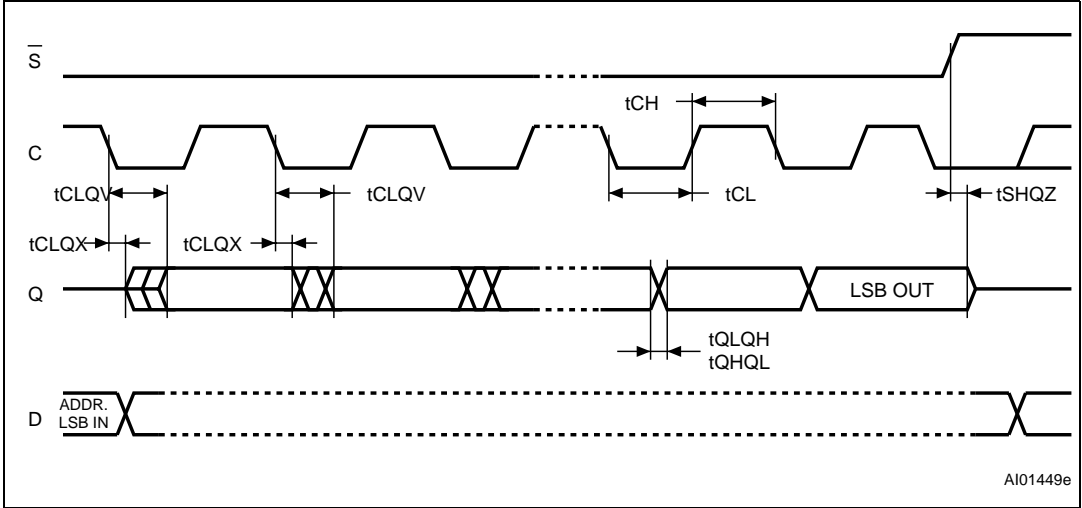 S
tCH
C
tCLQV
tCLQV
tCL
tSHQZ
tCLQX
tCLQX
Q
LSB OUT
tQLQH
tQHQL
D
ADDR.
LSB IN
AI01449e